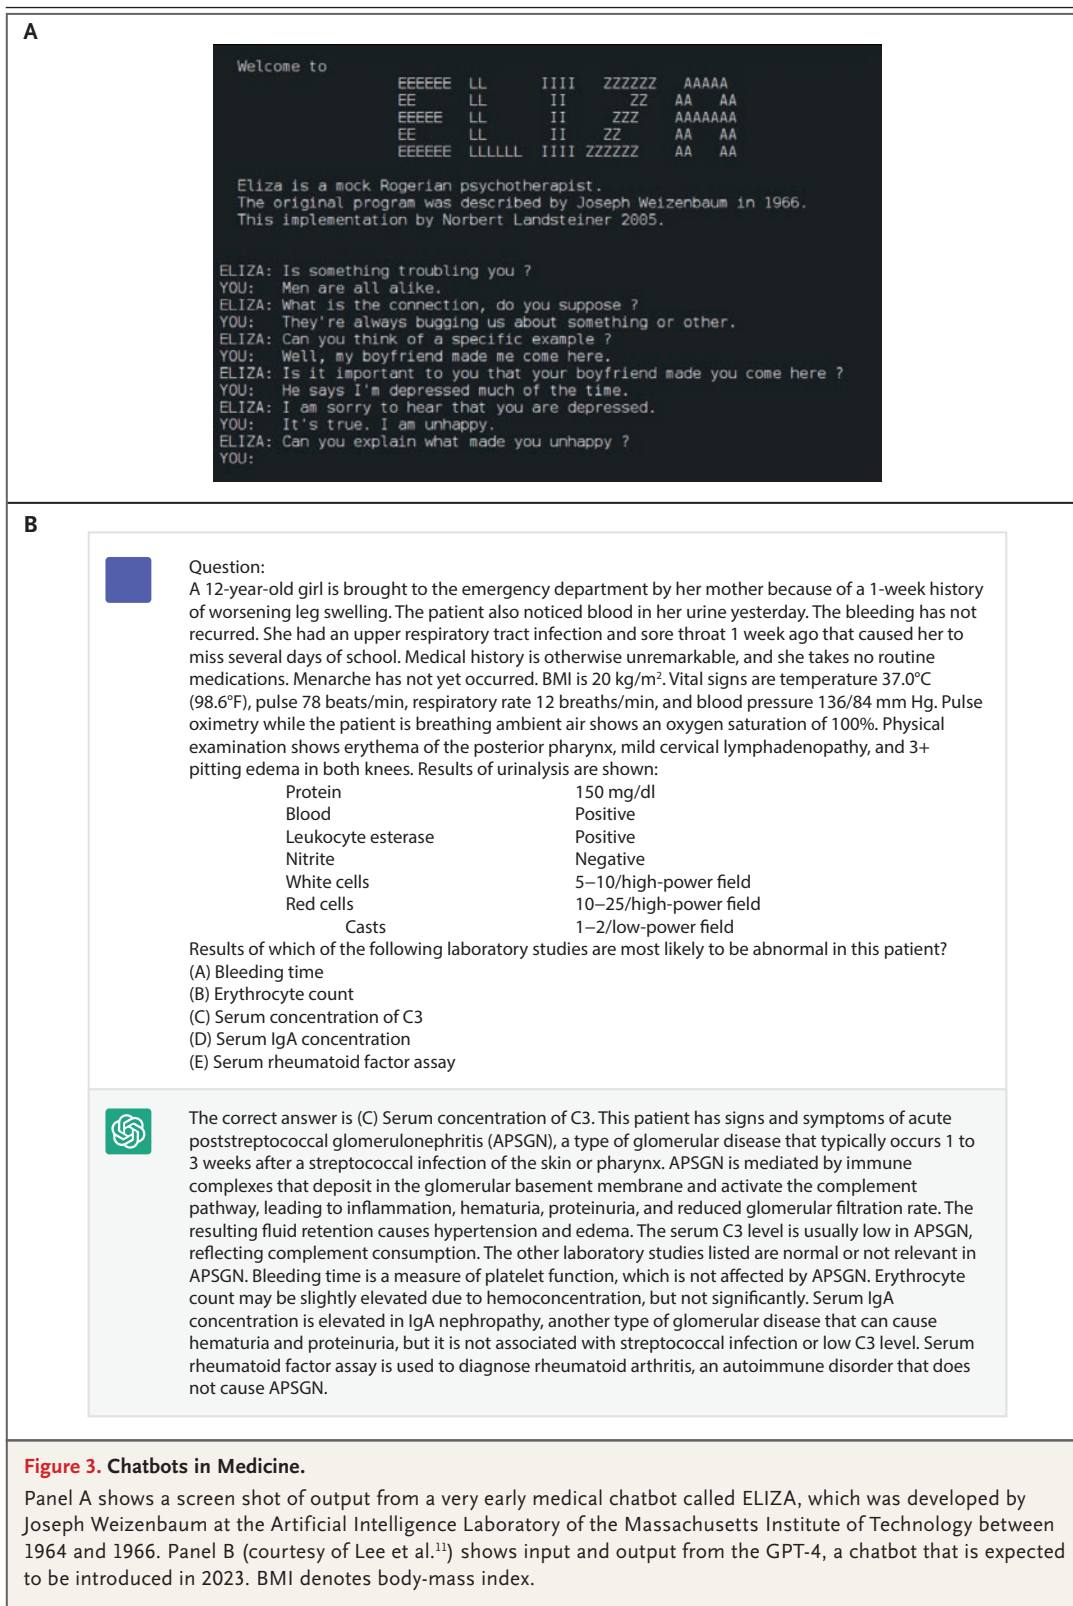 A
Welcome to
EEEEEE LL IIII ZZZZZZ AAAAA
EE LL II ZZ AA AA
EEEEE LL II ZZZ AAAAAAA
EE LL II ZZ AA AA
EEEEEE LLLLLL IIII ZZZZZZ AA AA
Eliza is a mock Rogerian psychotherapist.
The original program was described by Joseph Weizenbaum in 1966.
This implementation by Norbert Landsteiner 2005.
ELIZA: Is something troubling you ?
YOU: Men are all alike.
ELIZA: What is the connection, do you suppose ?
YOU: They're always bugging us about something or other.
ELIZA: Can you think of a specific example ?
YOU: Well, my boyfriend made me come here.
ELIZA: Is it important to you that your boyfriend made you come here ?
YOU: He says I'm depressed much of the time.
ELIZA: I am sorry to hear that you are depressed.
YOU: It's true. I am unhappy.
ELIZA: Can you explain what made you unhappy ?
YOU:
B
Question:
A 12-year-old girl is brought to the emergency department by her mother because of a 1-week history
of worsening leg swelling. The patient also noticed blood in her urine yesterday. The bleeding has not
recurred. She had an upper respiratory tract infection and sore throat 1 week ago that caused her to
miss several days of school. Medical history is otherwise unremarkable, and she takes no routine
medications. Menarche has not yet occurred. BMI is 20 kg/m². Vital signs are temperature 37.0°C
(98.6°F), pulse 78 beats/min, respiratory rate 12 breaths/min, and blood pressure 136/84 mm Hg. Pulse
oximetry while the patient is breathing ambient air shows an oxygen saturation of 100%. Physical
examination shows erythema of the posterior pharynx, mild cervical lymphadenopathy, and 3+
pitting edema in both knees. Results of urinalysis are shown:
Protein 150 mg/dl
Blood Positive
Leukocyte esterase Positive
Nitrite Negative
White cells 5–10/high-power field
Red cells 10–25/high-power field
Casts 1–2/low-power field
Results of which of the following laboratory studies are most likely to be abnormal in this patient?
(A) Bleeding time
(B) Erythrocyte count
(C) Serum concentration of C3
(D) Serum IgA concentration
(E) Serum rheumatoid factor assay
The correct answer is (C) Serum concentration of C3. This patient has signs and symptoms of acute
poststreptococcal glomerulonephritis (APSGN), a type of glomerular disease that typically occurs 1 to
3 weeks after a streptococcal infection of the skin or pharynx. APSGN is mediated by immune
complexes that deposit in the glomerular basement membrane and activate the complement
pathway, leading to inflammation, hematuria, proteinuria, and reduced glomerular filtration rate. The
resulting fluid retention causes hypertension and edema. The serum C3 level is usually low in APSGN,
reflecting complement consumption. The other laboratory studies listed are normal or not relevant in
APSGN. Bleeding time is a measure of platelet function, which is not affected by APSGN. Erythrocyte
count may be slightly elevated due to hemoconcentration, but not significantly. Serum IgA
concentration is elevated in IgA nephropathy, another type of glomerular disease that can cause
hematuria and proteinuria, but it is not associated with streptococcal infection or low C3 level. Serum
rheumatoid factor assay is used to diagnose rheumatoid arthritis, an autoimmune disorder that does
not cause APSGN.
Figure 3. Chatbots in Medicine.
Panel A shows a screen shot of output from a very early medical chatbot called ELIZA, which was developed by
Joseph Weizenbaum at the Artificial Intelligence Laboratory of the Massachusetts Institute of Technology between
1964 and 1966. Panel B (courtesy of Lee et al.¹¹) shows input and output from the GPT-4, a chatbot that is expected
to be introduced in 2023. BMI denotes body-mass index.